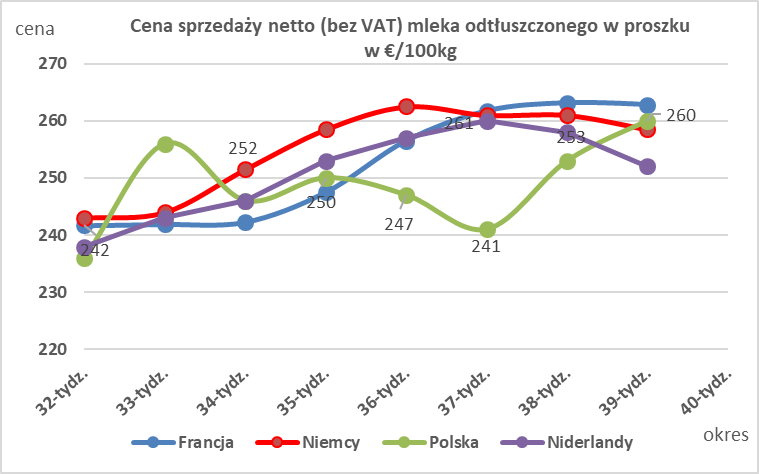 cena
Cena sprzedaży netto (bez VAT) mleka odtłuszczonego w proszku
w €/100kg
270
260
250
240
230
220
252
261
260
253
250
247
241
242
32-tydz.
33-tydz.
34-tydz.
35-tydz.
36-tydz.
37-tydz.
38-tydz.
39-tydz.
40-tydz.
okres
Francja Niemcy Polska Niderlandy